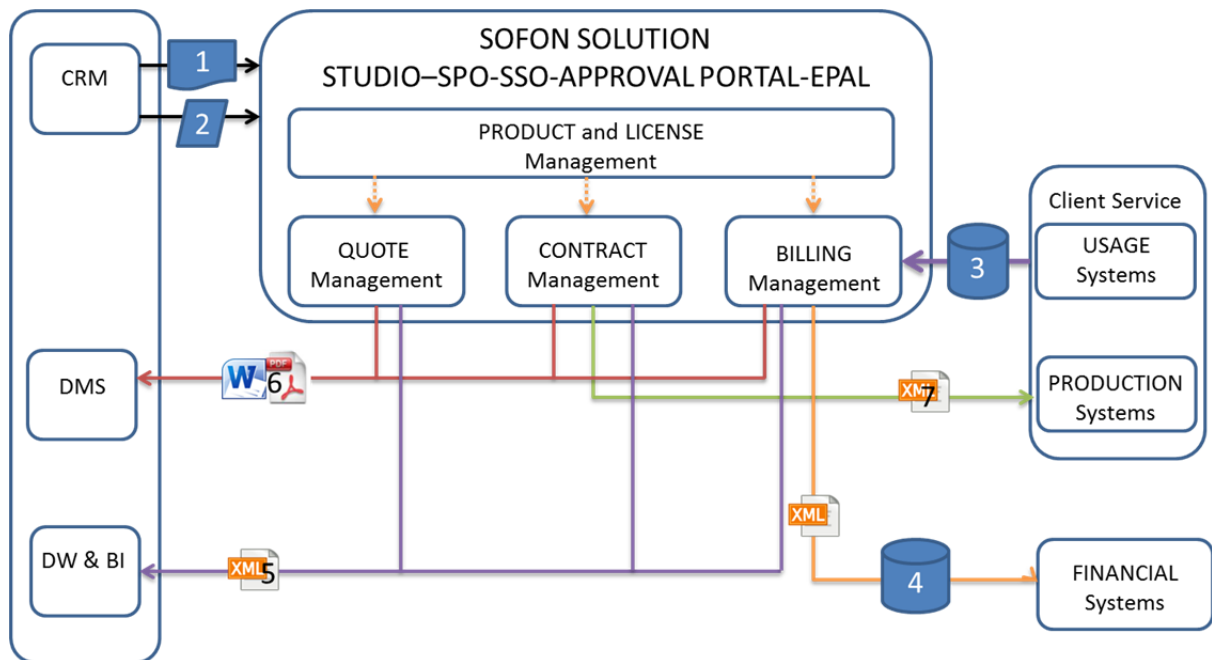 SOFON SOLUTION
STUDIO–SPO-SSO-APPROVAL PORTAL-EPAL
CRM
1
2
PRODUCT and LICENSE
Management
QUOTE
Management
CONTRACT
Management
BILLING
Management
3
Client Service
USAGE
Systems
DMS
W
PDF
6
XML
7
PRODUCTION
Systems
XML
DW & BI
XML
5
4
FINANCIAL
Systems